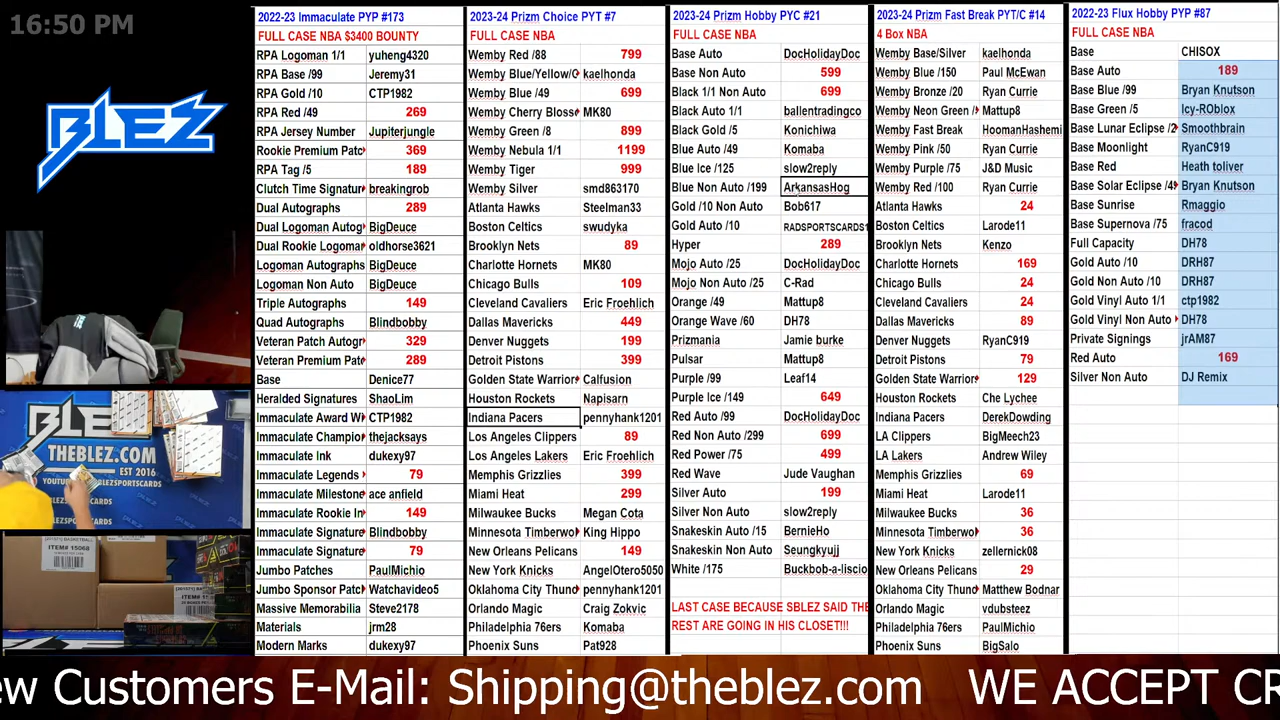 16:50 PM
BLEZ
BLEZ
THEBLEZ.COM
EST 2016
ITEM# 15068
2022-23 Immaculate PYP #173
FULL CASE NBA $3400 BOUNTY
RPA Logoman 1/1 yuheng4320
RPA Base /99 Jeremy31
RPA Gold /10 CTP1982
RPA Red /49 269
RPA Jersey Number Jupiterjungle
Rookie Premium Patc 369
RPA Tag /5 189
Clutch Time Signatur breakingrob
Dual Autographs 289
Dual Logoman Autog BigDeuce
Dual Rookie Logoma oldhorse3621
Logoman Autographs BigDeuce
Logoman Non Auto BigDeuce
Triple Autographs 149
Quad Autographs Blindbobby
Veteran Patch Autogr 329
Veteran Premium Pate 289
Base Denice77
Heralded Signatures ShaoLim
Immaculate Award Wi CTP1982
Immaculate Champio thejacksays
Immaculate Ink dukexy97
Immaculate Legends 79
Immaculate Milestone ace anfield
Immaculate Rookie In 149
Immaculate Signature Blindbobby
Immaculate Signature 79
Jumbo Patches PaulMichio
Jumbo Sponsor Patc Watchavideo5
Massive Memorabilia Steve2178
Materials jrm28
Modern Marks dukexy97
2023-24 Prizm Choice PYT #7
FULL CASE NBA
Wemby Red /88 799
Wemby Blue/Yellow/G kaelhonda
Wemby Blue /49 699
Wemby Cherry Blosso MK80
Wemby Green /8 899
Wemby Nebula 1/1 1199
Wemby Tiger 999
Wemby Silver smd863170
Atlanta Hawks Steelman33
Boston Celtics swudyka
Brooklyn Nets 89
Charlotte Hornets MK80
Chicago Bulls 109
Cleveland Cavaliers Eric Froehlich
Dallas Mavericks 449
Denver Nuggets 199
Detroit Pistons 399
Golden State Warrior Calfusion
Houston Rockets Napisarn
Indiana Pacers pennyhank1201
Los Angeles Clippers 89
Los Angeles Lakers Eric Froehlich
Memphis Grizzlies 399
Miami Heat 299
Milwaukee Bucks Megan Cota
Minnesota Timberwo King Hippo
New Orleans Pelicans 149
New York Knicks AngelOtero5050
Oklahoma City Thun pennyhank1201
Orlando Magic Craig Zokvic
Philadelphia 76ers Komaba
Phoenix Suns Pat928
2023-24 Prizm Hobby PYC #21
FULL CASE NBA
Base Auto DocHolidayDoc
Base Non Auto 599
Black 1/1 Non Auto 699
Black Auto 1/1 ballentradingco
Black Gold /5 Konichiwa
Blue Auto /49 Komaba
Blue Ice /125 slow2reply
Blue Non Auto /199 ArkansasHog
Gold /10 Non Auto Bob617
Gold Auto /10 RADSPORTSCARDS1
Hyper 289
Mojo Auto /25 DocHolidayDoc
Mojo Non Auto /25 C-Rad
Orange /49 Mattup8
Orange Wave /60 DH78
Prizmania Jamie burke
Pulsar Mattup8
Purple /99 Leaf14
Purple Ice /149 649
Red Auto /99 DocHolidayDoc
Red Non Auto /299 699
Red Power /75 499
Red Wave Jude Vaughan
Silver Auto 199
Silver Non Auto slow2reply
Snakeskin Auto /15 BernieHo
Snakeskin Non Auto Seungkyujj
White /175 Buckbob-a-liscio
LAST CASE BECAUSE SBLEZ SAID THE
REST ARE GOING IN HIS CLOSET!!!
2023-24 Prizm Fast Break PYT/C #14
4 Box NBA
Wemby Base/Silver kaelhonda
Wemby Blue /150 Paul McEwan
Wemby Bronze /20 Ryan Currie
Wemby Neon Green / Mattup8
Wemby Fast Break HoomanHashemi
Wemby Pink /50 Ryan Currie
Wemby Purple /75 J&D Music
Wemby Red /100 Ryan Currie
Atlanta Hawks 24
Boston Celtics Larode11
Brooklyn Nets Kenzo
Charlotte Hornets 169
Chicago Bulls 24
Cleveland Cavaliers 24
Dallas Mavericks 89
Denver Nuggets RyanC919
Detroit Pistons 79
Golden State Warrior 129
Houston Rockets Che Lychee
Indiana Pacers DerekDowding
LA Clippers BigMeech23
LA Lakers Andrew Wiley
Memphis Grizzlies 69
Miami Heat Larode11
Milwaukee Bucks 36
Minnesota Timberwo 36
New York Knicks zellernick08
New Orleans Pelicans 29
Oklahoma City Thun Matthew Bodnar
Orlando Magic vdubsteez
Philadelphia 76ers PaulMichio
Phoenix Suns BigSalo
2022-23 Flux Hobby PYP #87
FULL CASE NBA
Base CHISOX
Base Auto 189
Base Blue /99 Bryan Knutson
Base Green /5 Icy-ROblox
Base Lunar Eclipse /2 Smoothbrain
Base Moonlight RyanC919
Base Red Heath toliver
Base Solar Eclipse /49 Bryan Knutson
Base Sunrise Rmaggio
Base Supernova /75 fracod
Full Capacity DH78
Gold Auto /10 DRH87
Gold Non Auto /10 DRH87
Gold Vinyl Auto 1/1 ctp1982
Gold Vinyl Non Auto DH78
Private Signings jrAM87
Red Auto 169
Silver Non Auto DJ Remix
ew Customers E-Mail: Shipping@theblez.com WE ACCEPT CR